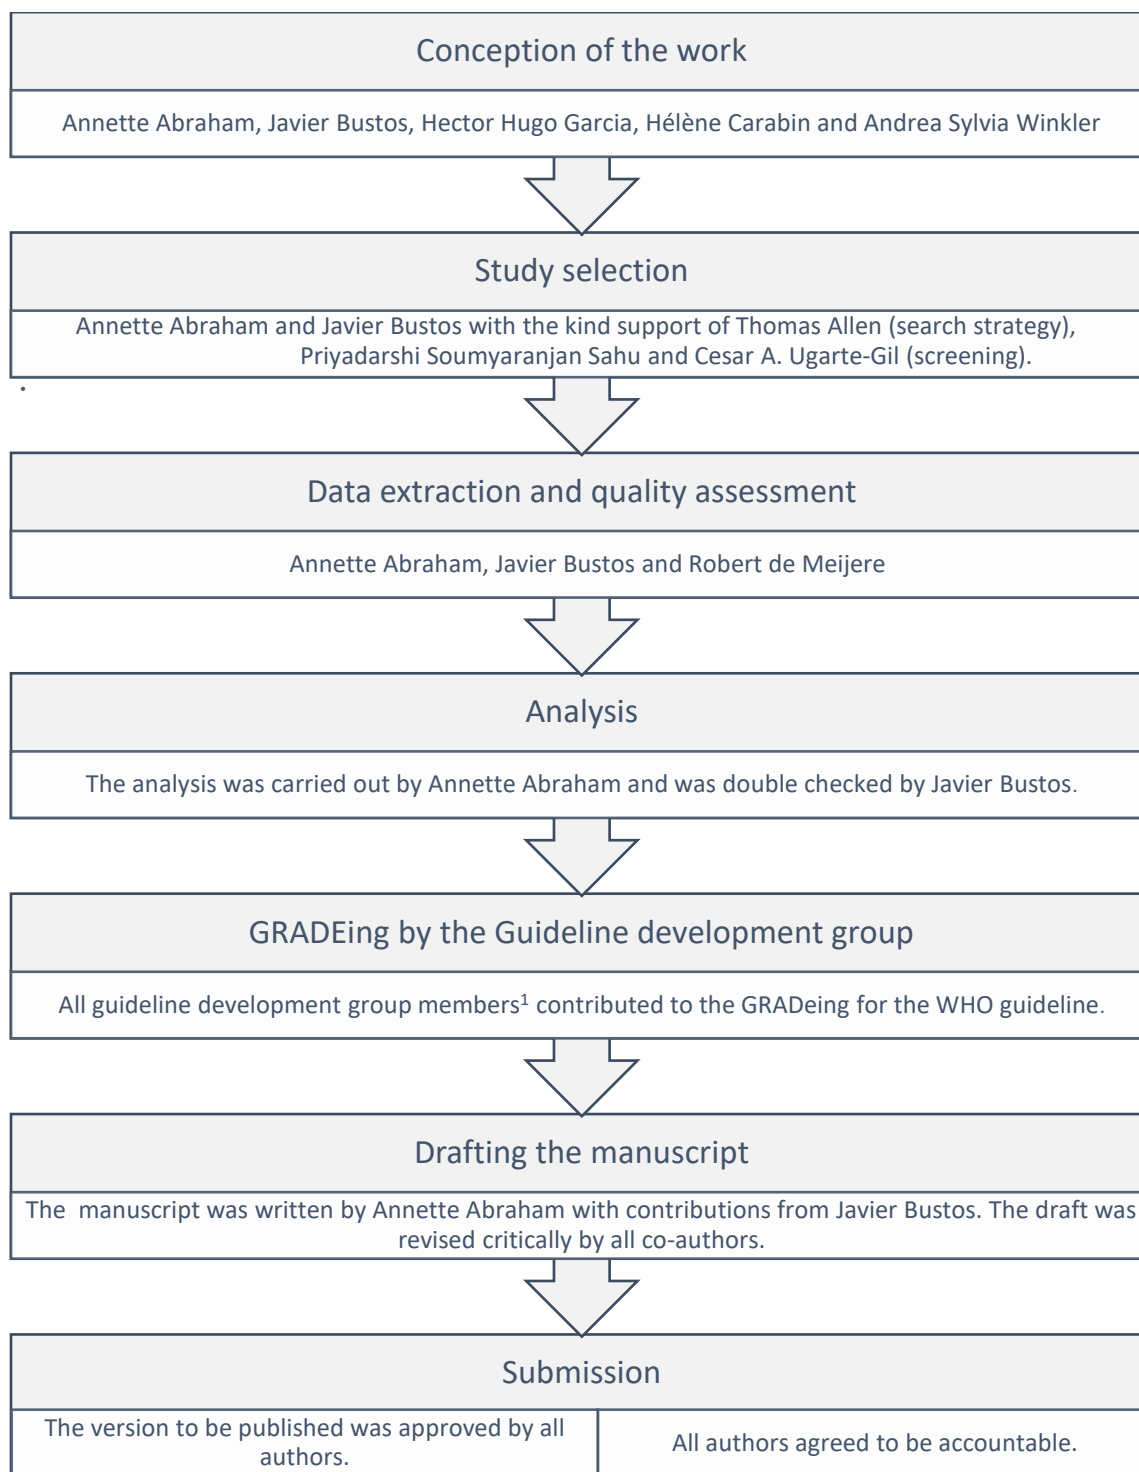 Conception of the work
Annette Abraham, Javier Bustos, Hector Hugo Garcia, Hélène Carabin and Andrea Sylvia Winkler
Study selection
Annette Abraham and Javier Bustos with the kind support of Thomas Allen (search strategy),
Priyadarshi Soumyaranjan Sahu and Cesar A. Ugarte-Gil (screening).
.
Data extraction and quality assessment
Annette Abraham, Javier Bustos and Robert de Meijere
Analysis
The analysis was carried out by Annette Abraham and was double checked by Javier Bustos.
GRADEing by the Guideline development group
All guideline development group members¹ contributed to the GRADeing for the WHO guideline.
Drafting the manuscript
The manuscript was written by Annette Abraham with contributions from Javier Bustos. The draft was
revised critically by all co-authors.
Submission
The version to be published was approved by all
authors.
All authors agreed to be accountable.